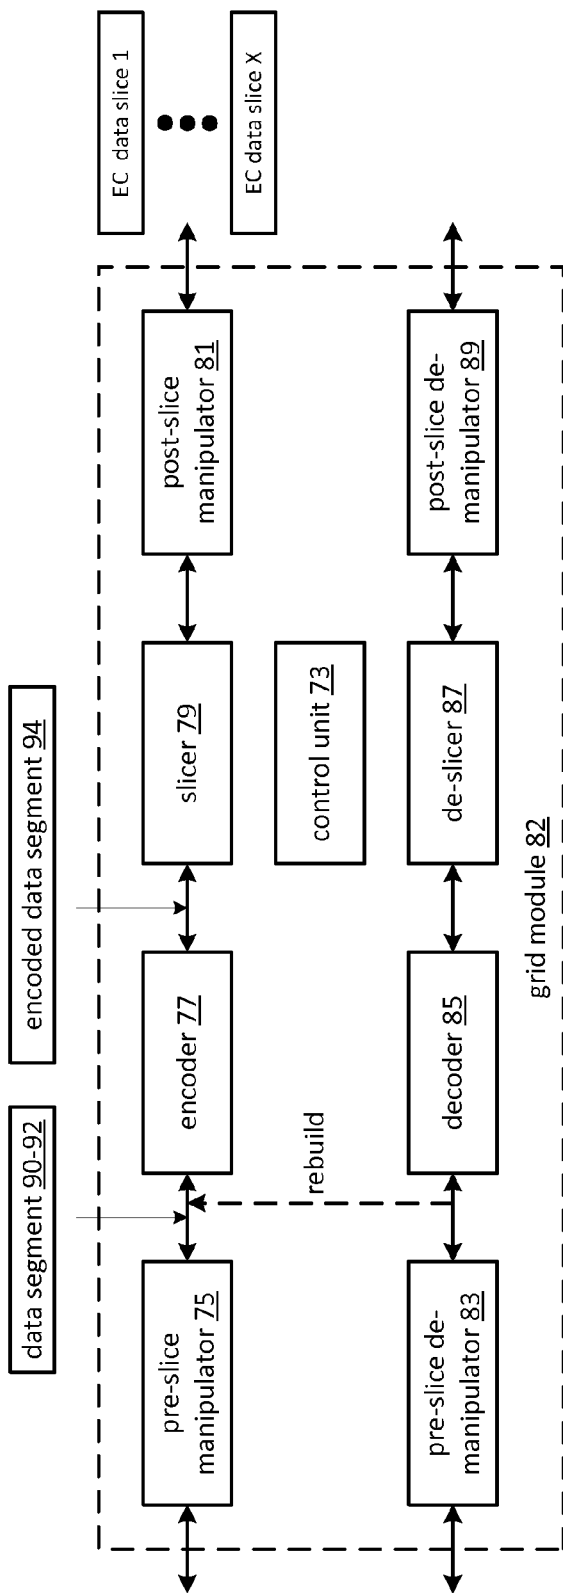 data segment 90-92
encoded data segment 94
EC data slice 1
EC data slice X
pre-slice
manipulator 75
encoder 77
slicer 79
post-slice
manipulator 81
rebuild
control unit 73
pre-slice de-
manipulator 83
decoder 85
de-slicer 87
post-slice de-
manipulator 89
grid module 82